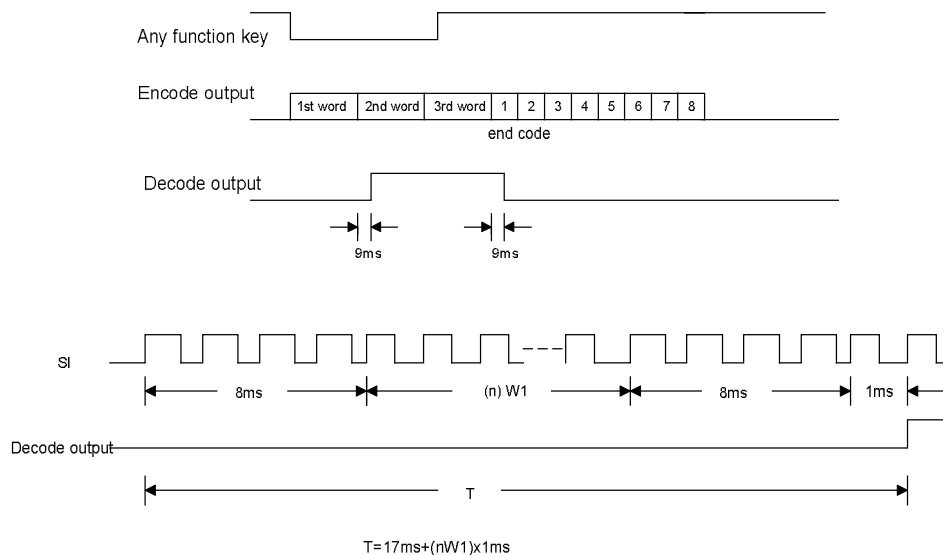 Any function key
Encode output
1st word 2nd word 3rd word 1 2 3 4 5 6 7 8
end code
Decode output
9ms 9ms
SI
8ms (n) W1 8ms 1ms
Decode output
T
T=17ms+(nW1)x1ms